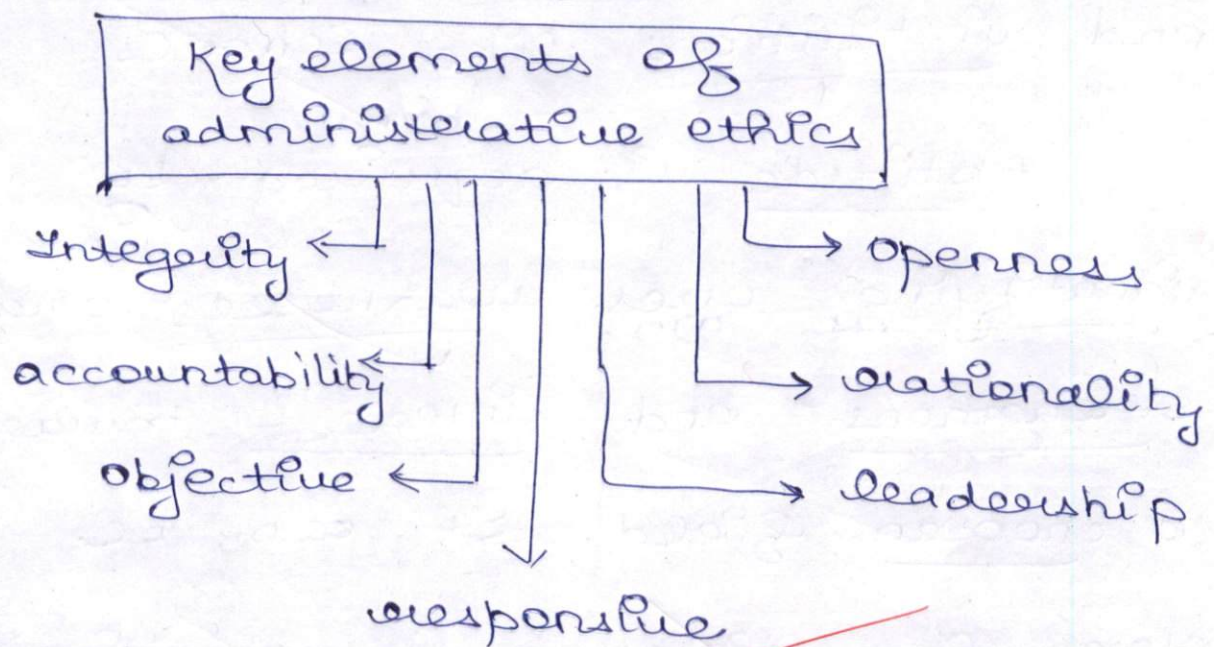 Key elements of
administrative ethics
Integrity
openness
accountability
rationality
objective
leadership
responsive